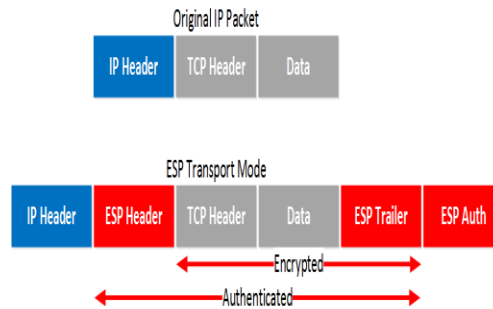 Original IP Packet
IP Header TCP Header Data
ESP Transport Mode
IP Header ESP Header TCP Header Data ESP Trailer ESP Auth
Encrypted
Authenticated